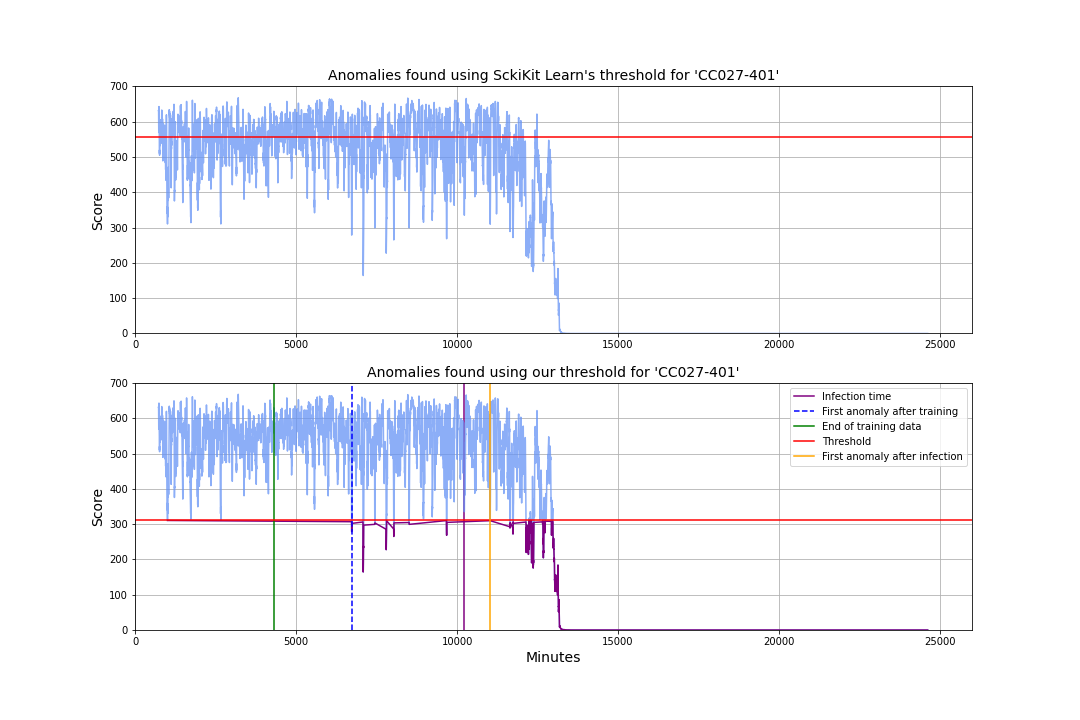 Anomalies found using SckiKit Learn's threshold for 'CC027-401'
700
600
500
400
300
200
100
0
Score
0 5000 10000 15000 20000 25000
Anomalies found using our threshold for 'CC027-401'
700
600
500
400
300
200
100
0
Score
Infection time
First anomaly after training
End of training data
Threshold
First anomaly after infection
0 5000 10000 15000 20000 25000
Minutes